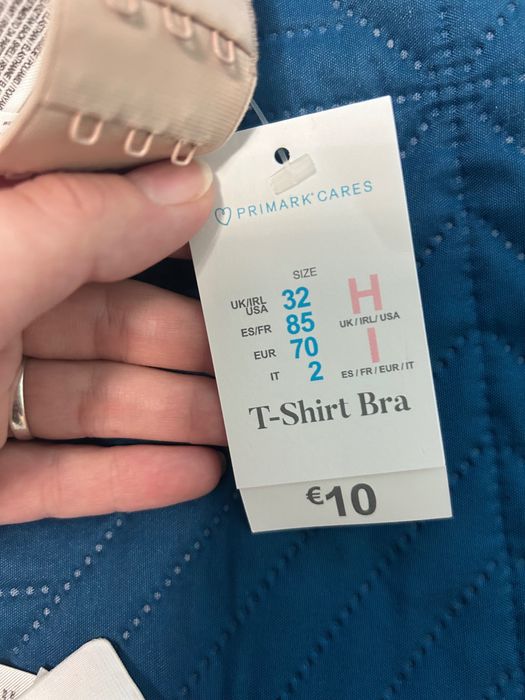 PRIMARK® CARES
SIZE
UK/IRL
USA 32 H
UK / IRL/ USA
ES/FR 85
EUR 70 I
IT 2 ES / FR / EUR / IT
T-Shirt Bra
€10